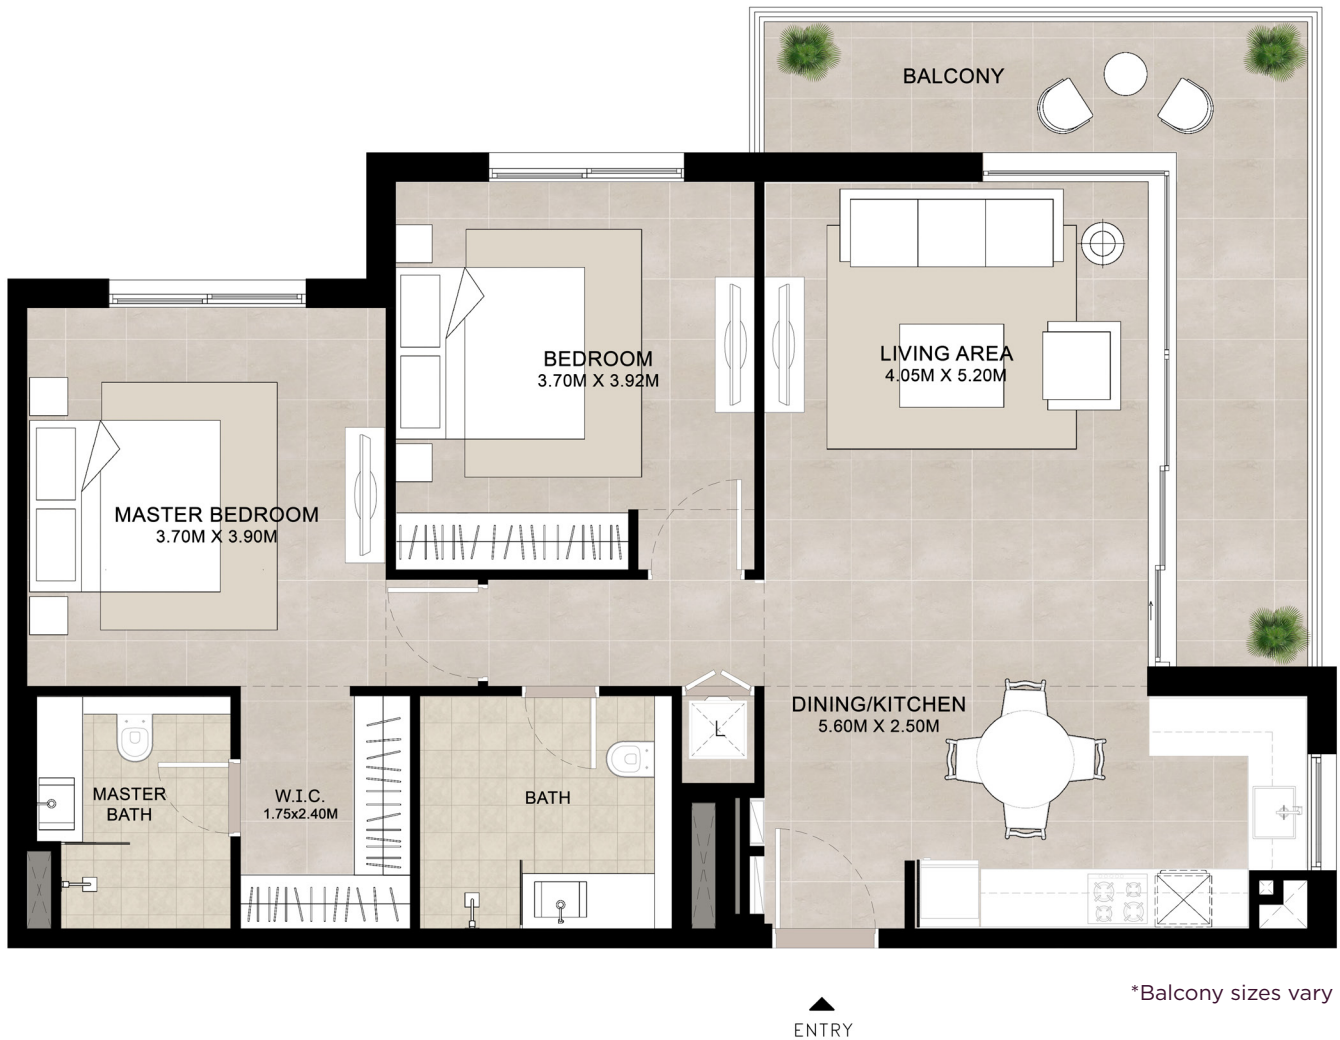 BALCONY
BEDROOM
3.70M X 3.92M
LIVING AREA
4.05M X 5.20M
MASTER BEDROOM
3.70M X 3.90M
DINING/KITCHEN
5.60M X 2.50M
L
MASTER
BATH
W.I.C.
1.75x2.40M
BATH
*Balcony sizes vary
ENTRY